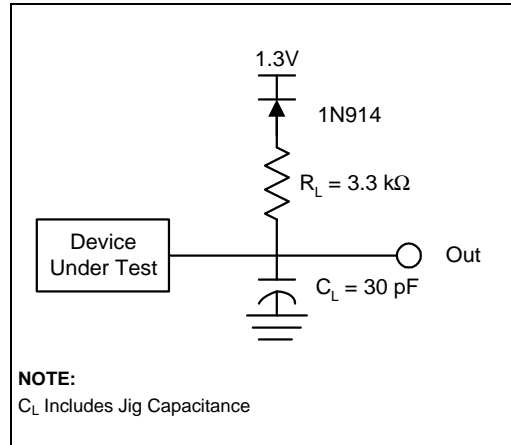 1.3V
1N914
R_L = 3.3 kΩ
Device
Under Test
Out
C_L = 30 pF
NOTE:
C_L Includes Jig Capacitance